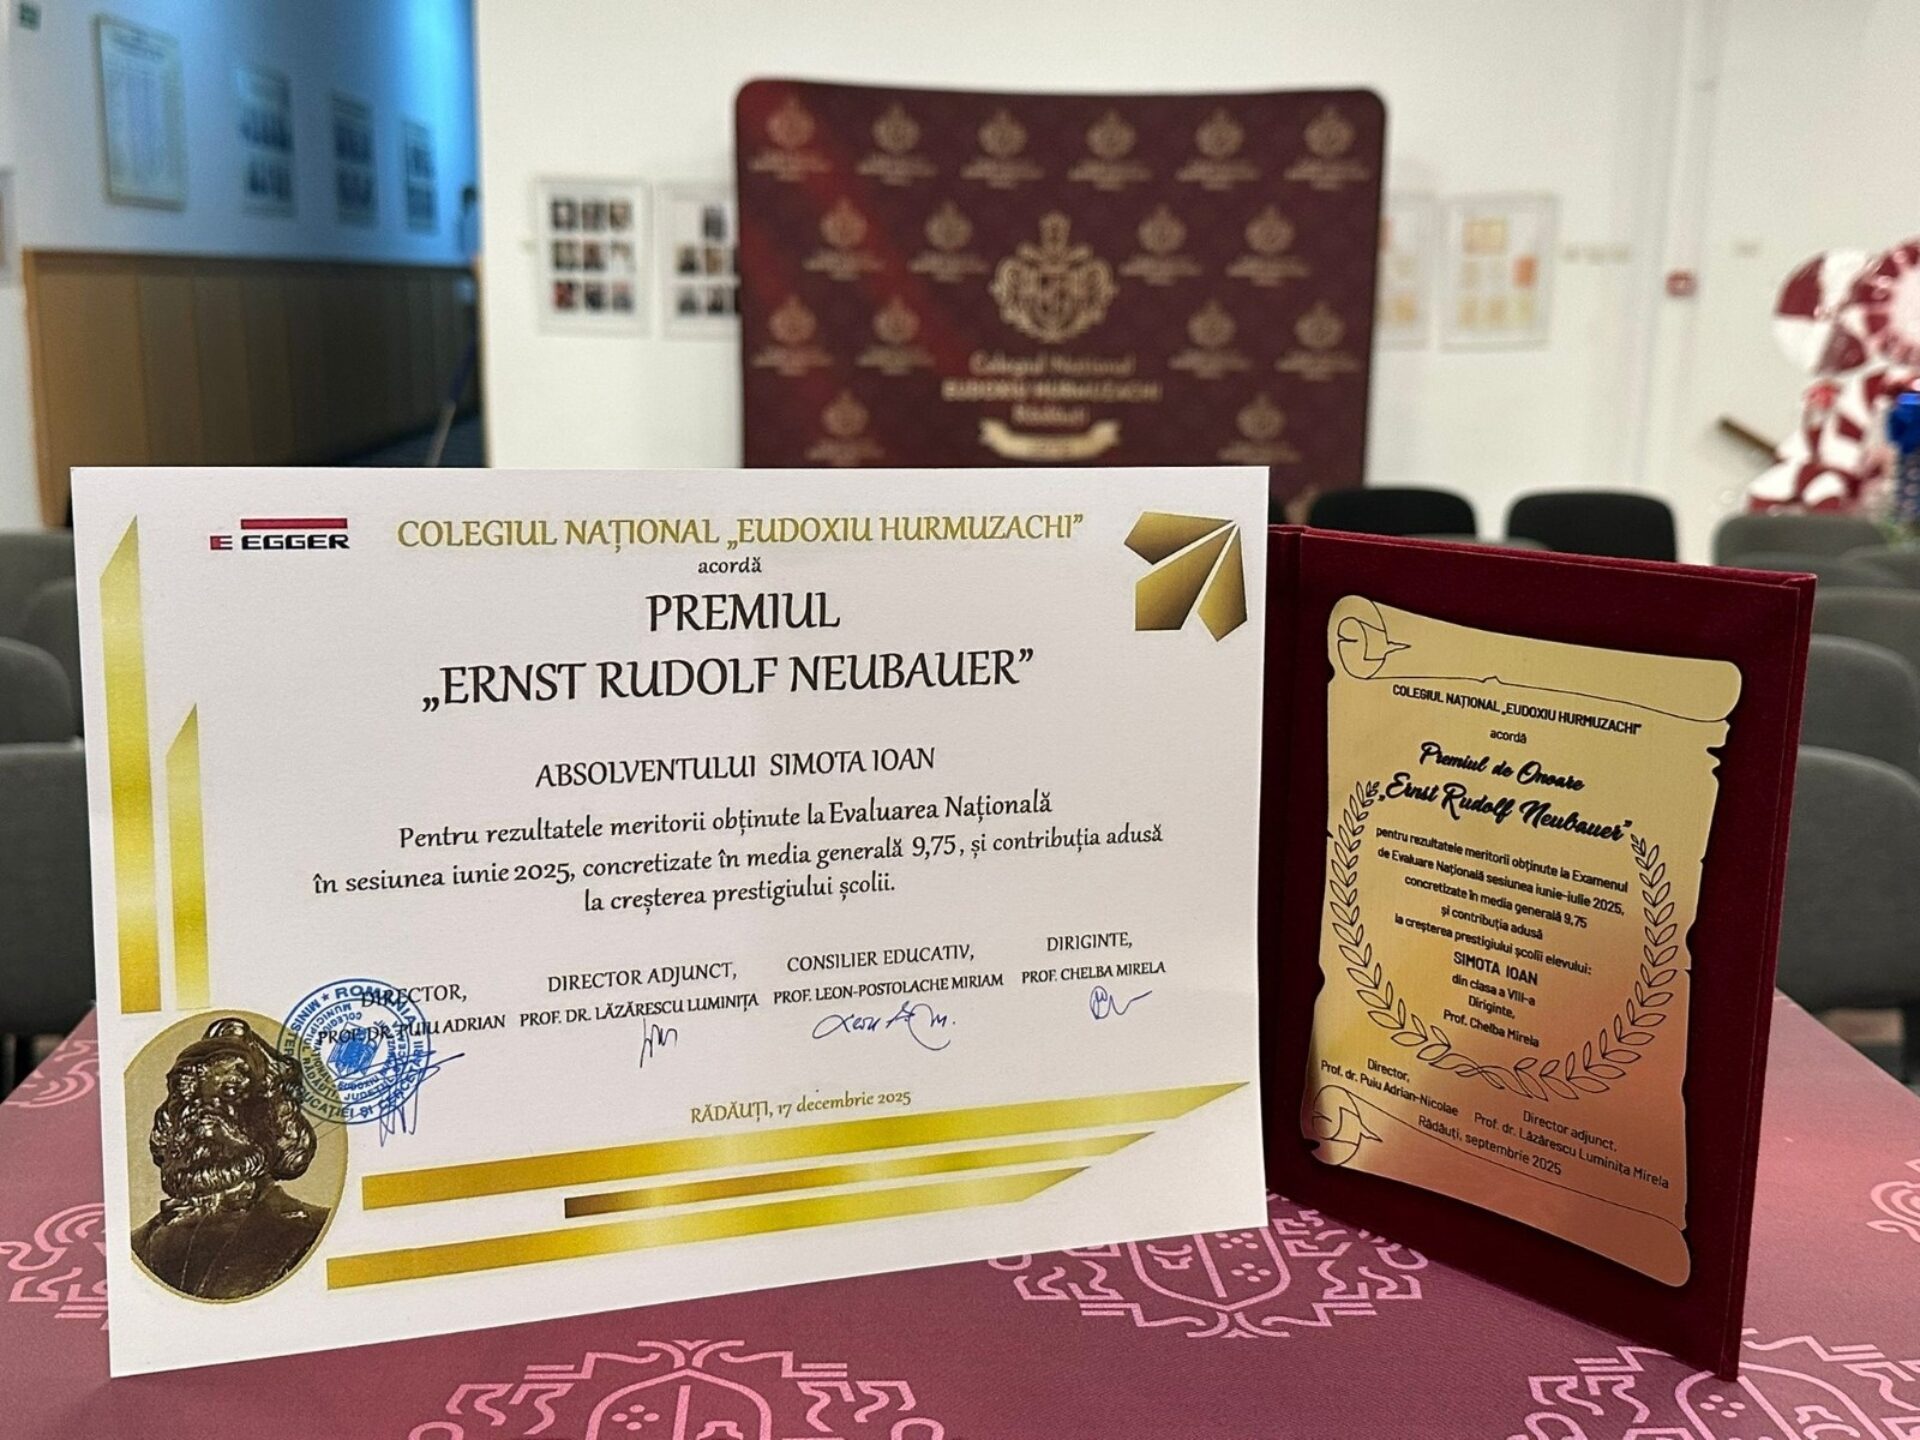 Colegiul Național
EUDOXIU HURMUZACHI
Rădăuți
E EGGER
COLEGIUL NAȚIONAL „EUDOXIU HURMUZACHI”
acordă
PREMIUL
„ERNST RUDOLF NEUBAUER”
ABSOLVENTULUI SIMOTA IOAN
Pentru rezultatele meritorii obținute la Evaluarea Națională
în sesiunea iunie 2025, concretizate în media generală 9,75, și contribuția adusă
la creșterea prestigiului școlii.
DIRECTOR,
PROF. DR. PUIU ADRIAN
DIRECTOR ADJUNCT,
PROF. DR. LĂZĂRESCU LUMINIȚA
CONSILIER EDUCATIV,
PROF. LEON-POSTOLACHE MIRIAM
DIRIGINTE,
PROF. CHELBA MIRELA
ROMÂNIA
RĂDĂUȚI, 17 decembrie 2025
COLEGIUL NAȚIONAL „EUDOXIU HURMUZACHI”
acordă
Premiul de Onoare
„Ernst Rudolf Neubauer”
pentru rezultatele meritorii obținute la Examenul
de Evaluare Națională sesiunea iunie-iulie 2025,
concretizate în media generală 9,75
și contribuția adusă
la creșterea prestigiului școlii elevului:
SIMOTA IOAN
din clasa a VIII-a
Diriginte,
Prof. Chelba Mirela
Director,
Prof. dr. Puiu Adrian-Nicolae
Director adjunct,
Prof. dr. Lăzărescu Luminița Mirela
Rădăuți, septembrie 2025